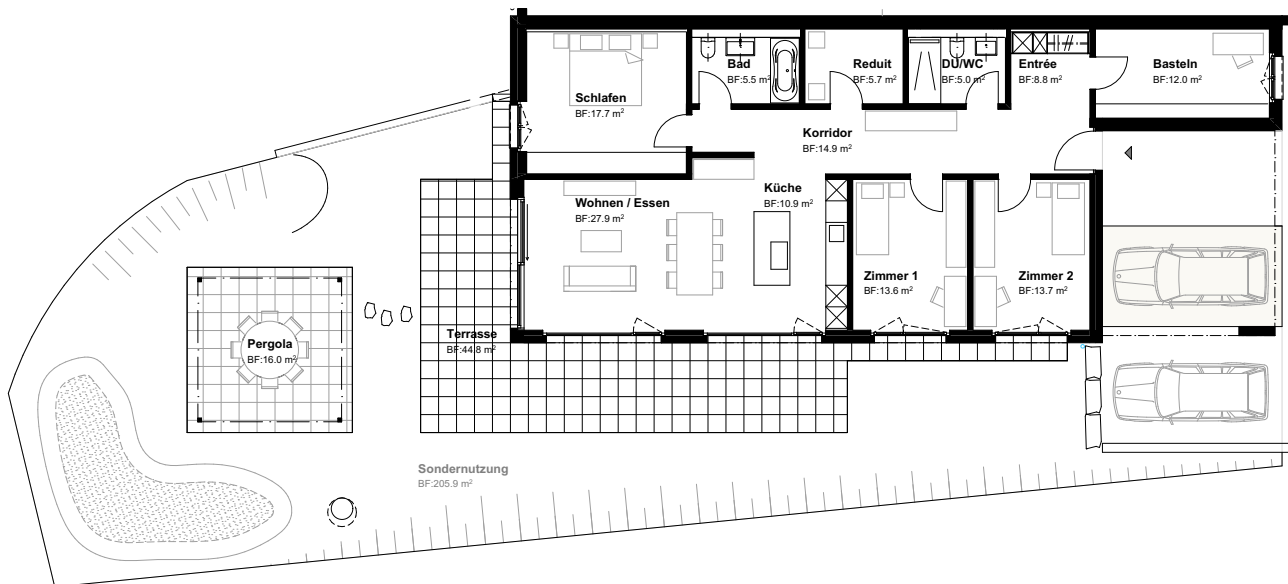 Bad
BF:5.5 m²
Reduit
BF:5.7 m²
DU/WC
BF:5.0 m²
Entrée
BF:8.8 m²
Basteln
BF:12.0 m²
Schlafen
BF:17.7 m²
Korridor
BF:14.9 m²
Wohnen / Essen
BF:27.9 m²
Küche
BF:10.9 m²
Zimmer 1
BF:13.6 m²
Zimmer 2
BF:13.7 m²
Terrasse
BF:44.8 m²
Pergola
BF:16.0 m²
Sondernutzung
BF:205.9 m²